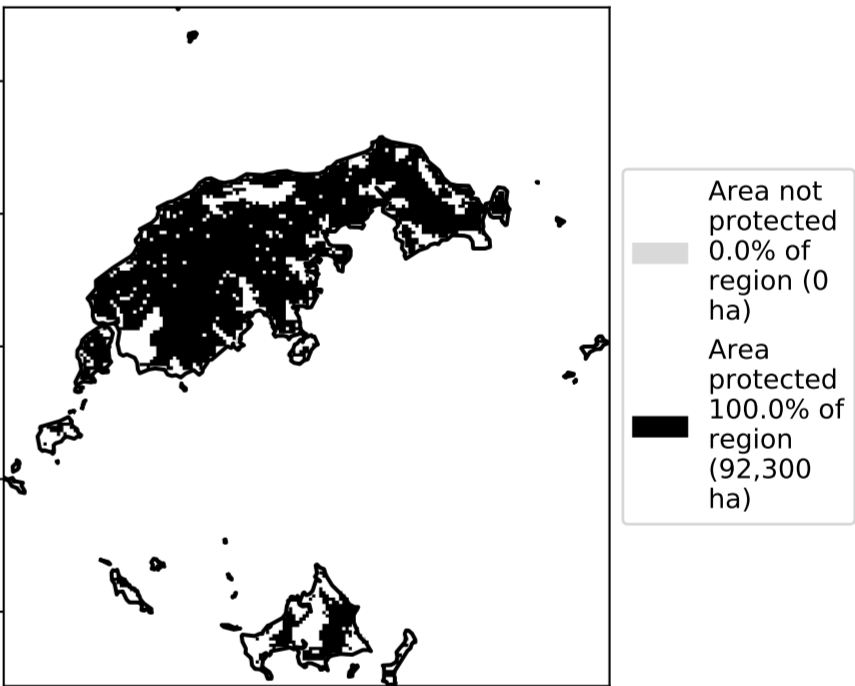 Area not
protected
0.0% of
region (0
ha)
Area
protected
100.0% of
region
(92,300
ha)